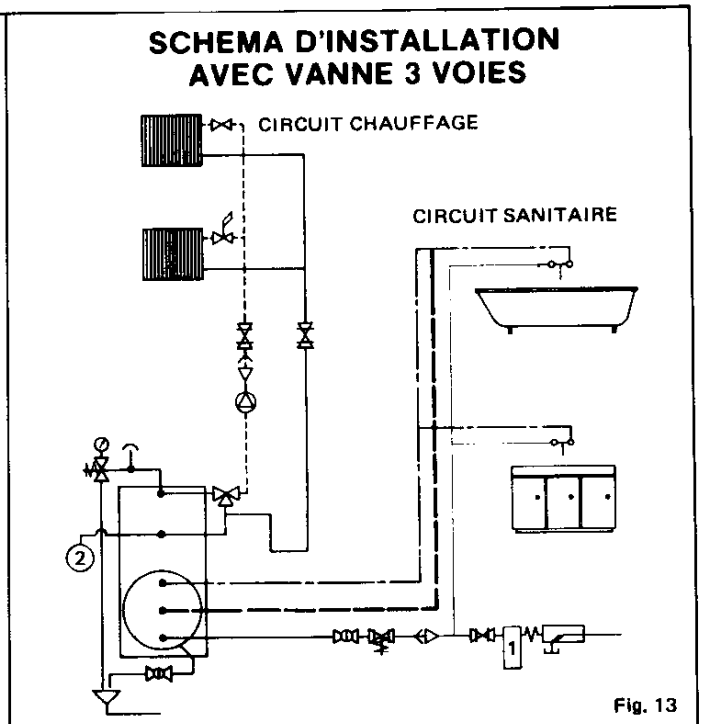 SCHEMA D'INSTALLATION
AVEC VANNE 3 VOIES
CIRCUIT CHAUFFAGE
CIRCUIT SANITAIRE
2
1
Fig. 13